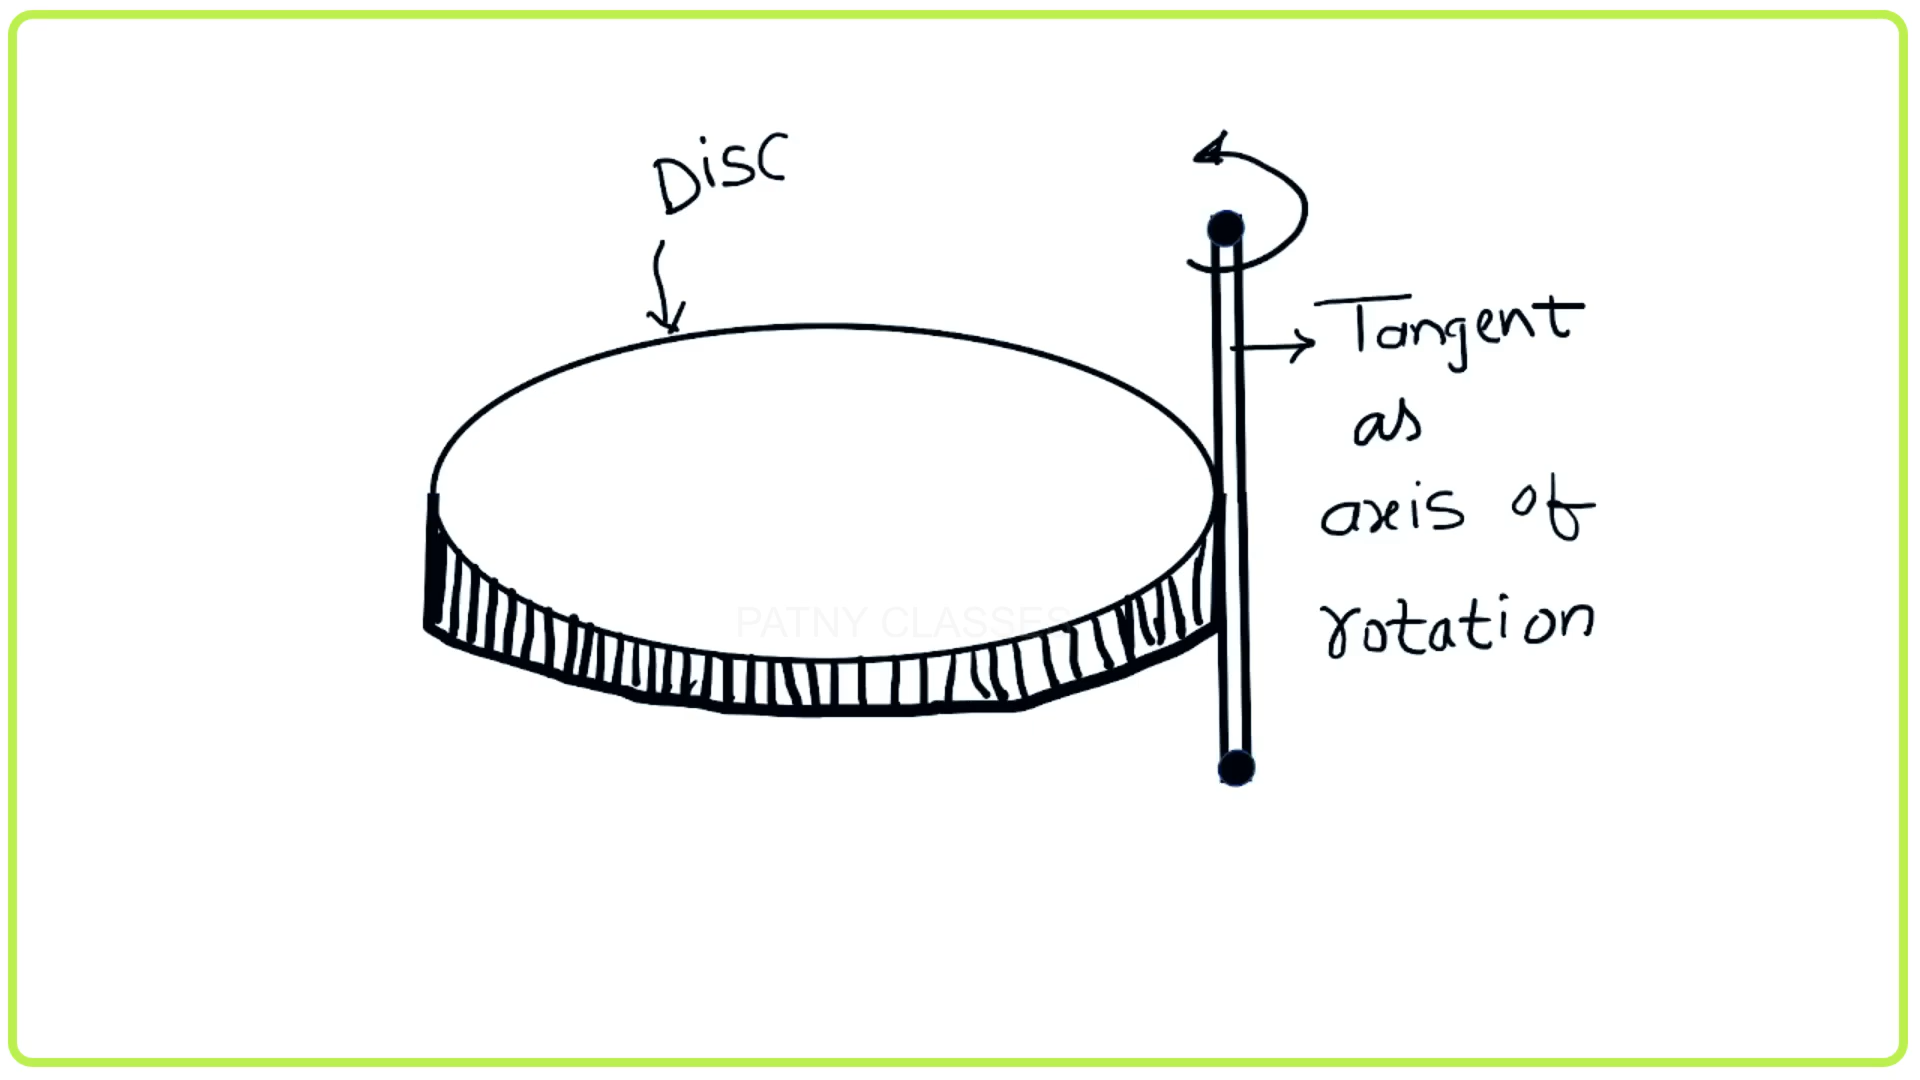 Disc
Tangent
as
axis of
rotation
PATNY CLASSES